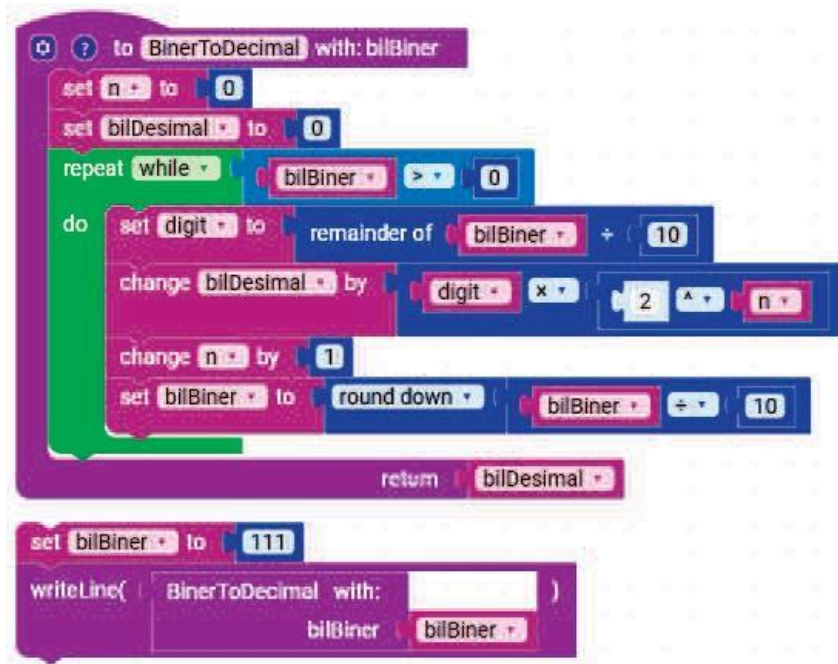 to BinerToDecimal with: bilBiner
set n to 0
set bilDesimal to 0
repeat while bilBiner > 0
do set digit to remainder of bilBiner ÷ 10
change bilDesimal by digit × 2 ^ n
change n by 1
set bilBiner to round down bilBiner ÷ 10
return bilDesimal
set bilBiner to 111
writeLine( BinerToDecimal with: )
bilBiner bilBiner